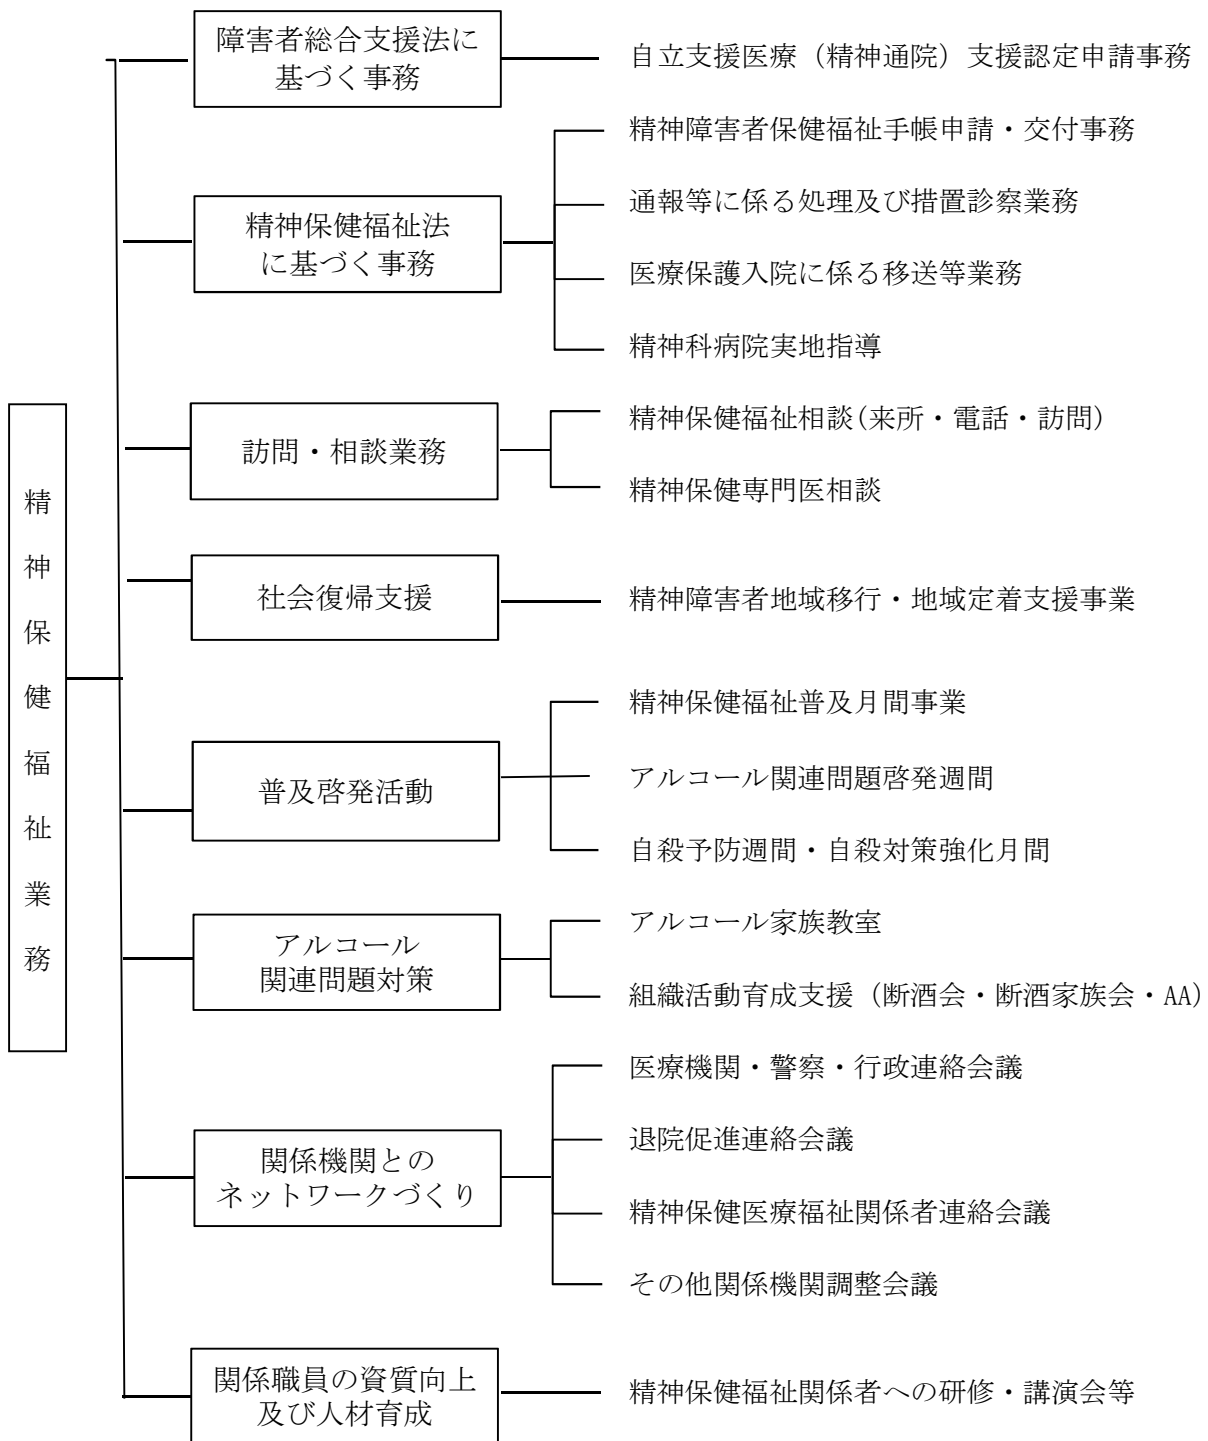 精神保健福祉業務
障害者総合支援法に
基づく事務
自立支援医療（精神通院）支援認定申請事務
精神保健福祉法
に基づく事務
精神障害者保健福祉手帳申請・交付事務
通報等に係る処理及び措置診察業務
医療保護入院に係る移送等業務
精神科病院実地指導
訪問・相談業務
精神保健福祉相談(来所・電話・訪問)
精神保健専門医相談
社会復帰支援
精神障害者地域移行・地域定着支援事業
普及啓発活動
精神保健福祉普及月間事業
アルコール関連問題啓発週間
自殺予防週間・自殺対策強化月間
アルコール
関連問題対策
アルコール家族教室
組織活動育成支援（断酒会・断酒家族会・AA）
関係機関との
ネットワークづくり
医療機関・警察・行政連絡会議
退院促進連絡会議
精神保健医療福祉関係者連絡会議
その他関係機関調整会議
関係職員の資質向上
及び人材育成
精神保健福祉関係者への研修・講演会等